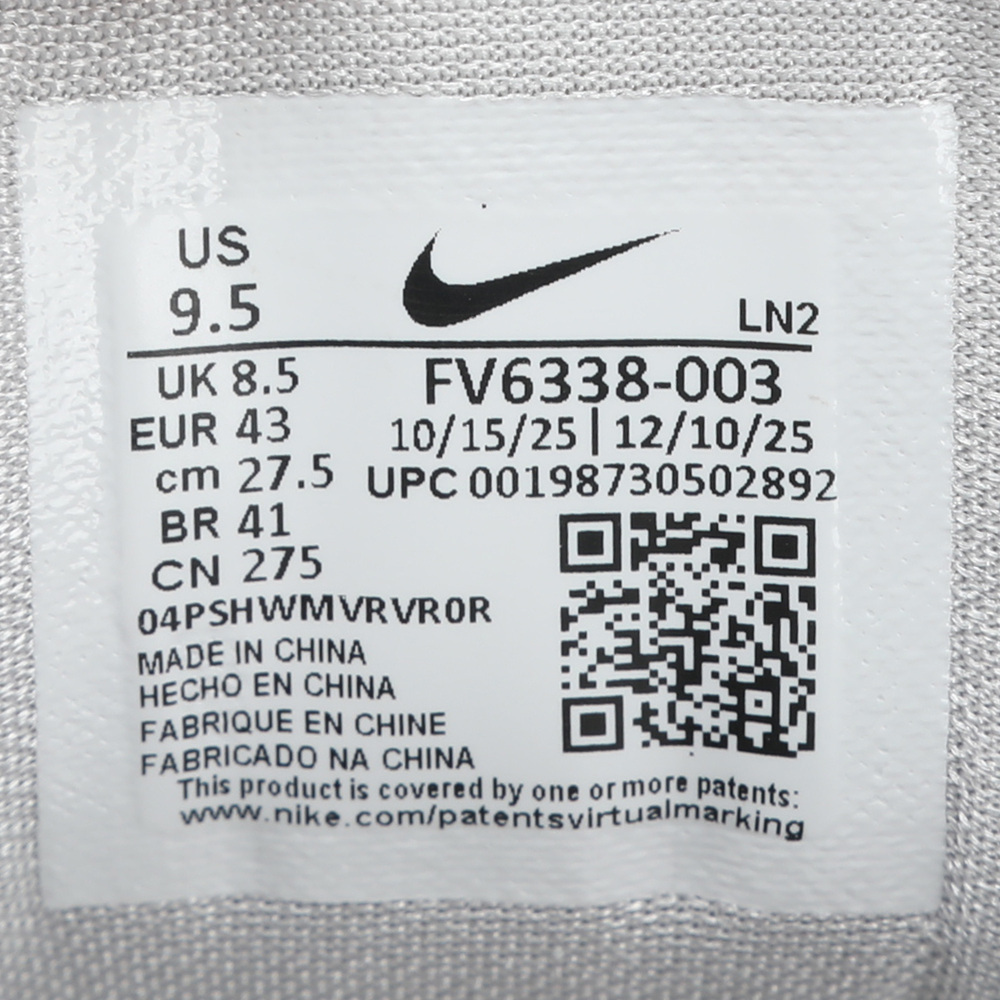 US
9.5
LN2
UK 8.5
EUR 43
cm 27.5
BR 41
CN 275
FV6338-003
10/15/25 | 12/10/25
UPC 00198730502892
04PSHWMVRVR0R
MADE IN CHINA
HECHO EN CHINA
FABRIQUE EN CHINE
FABRICADO NA CHINA
This product is covered by one or more patents:
www.nike.com/patentsvirtualmarking